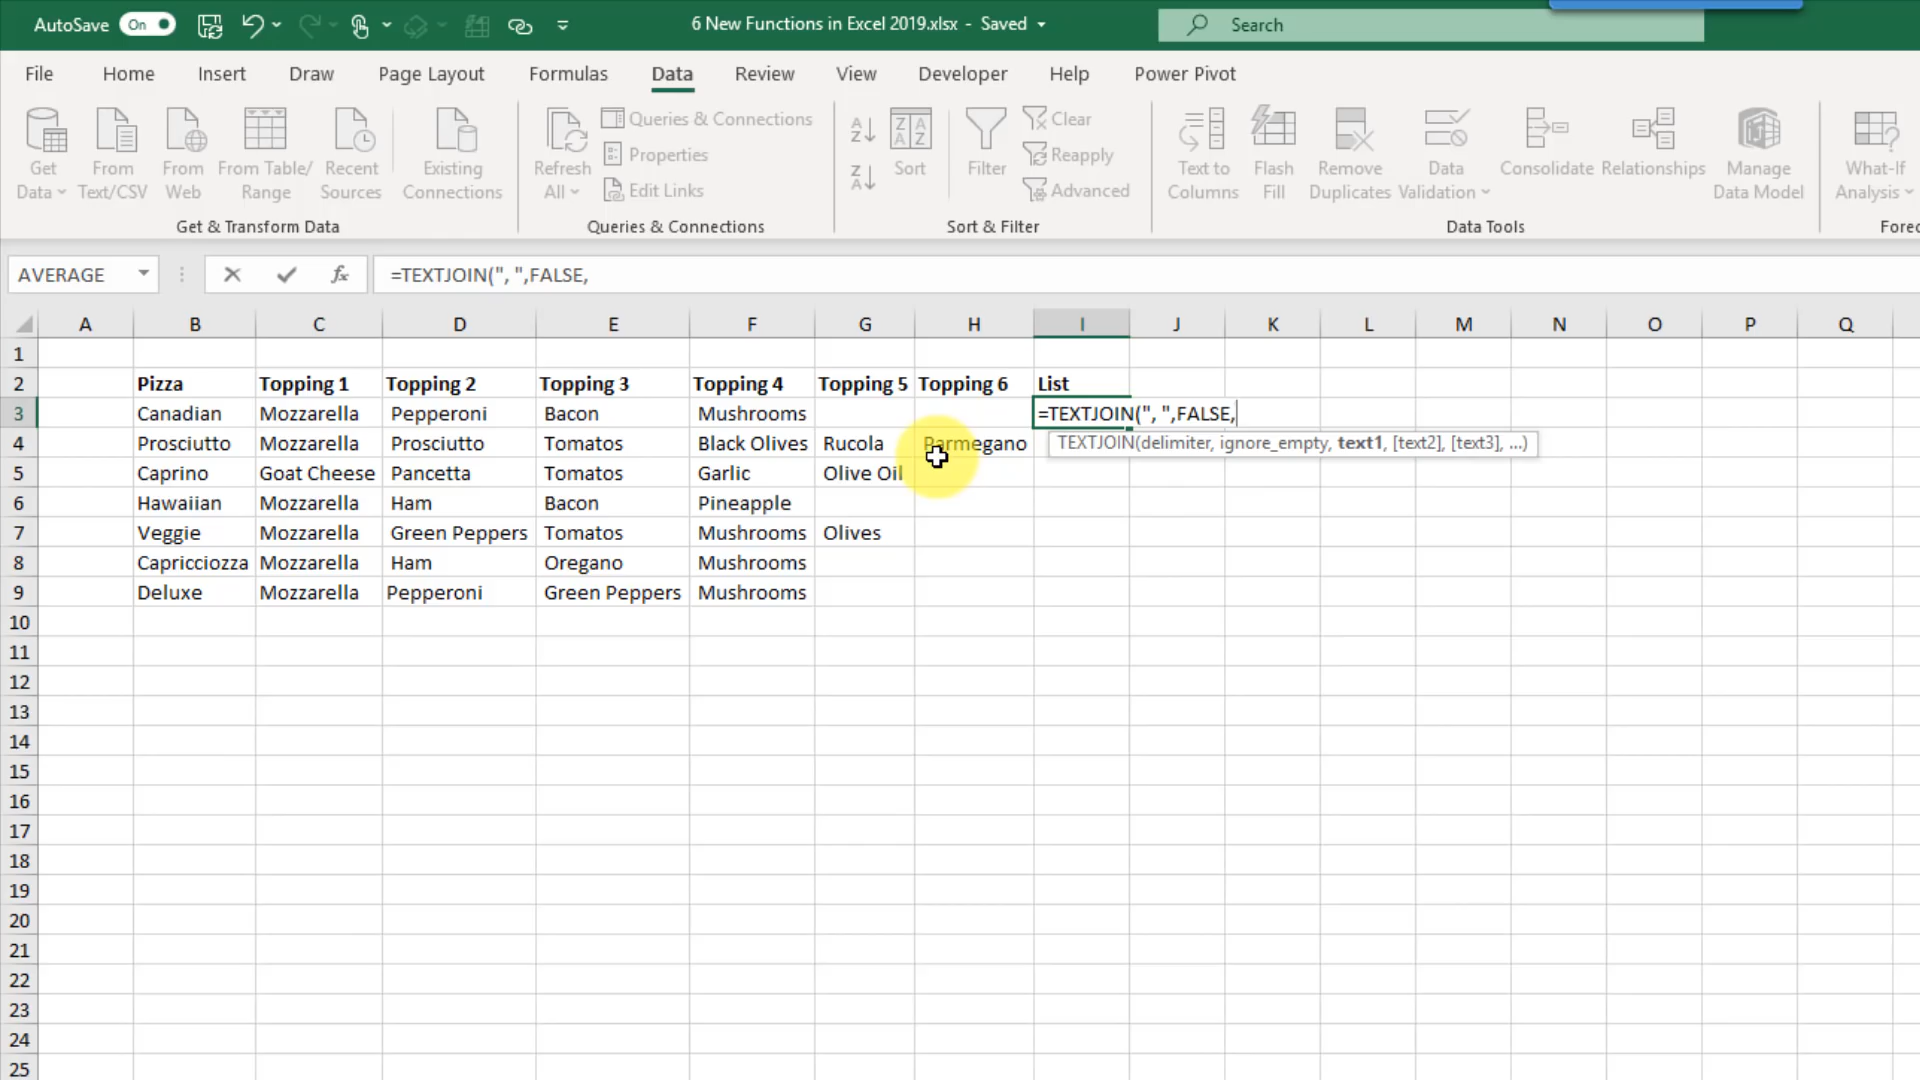 AutoSave On 6 New Functions in Excel 2019.xlsx - Saved Search
File Home Insert Draw Page Layout Formulas Data Review View Developer Help Power Pivot
Get Data
From Text/CSV
From Web
From Table/ Range
Recent Sources
Existing Connections
Get & Transform Data
Refresh All
Queries & Connections
Properties
Edit Links
Queries & Connections
Sort
Filter
Clear
Reapply
Advanced
Sort & Filter
Text to Columns
Flash Fill
Remove Duplicates
Data Validation
Consolidate
Relationships
Manage Data Model
Data Tools
What-If Analysis
Forec
AVERAGE fx =TEXTJOIN(", ",FALSE,
A B C D E F G H I J K L M N O P Q
1
2 Pizza Topping 1 Topping 2 Topping 3 Topping 4 Topping 5 Topping 6 List
3 Canadian Mozzarella Pepperoni Bacon Mushrooms =TEXTJOIN(", ",FALSE,
4 Prosciutto Mozzarella Prosciutto Tomatos Black Olives Rucola Parmegano TEXTJOIN(delimiter, ignore_empty, text1, [text2], [text3], ...)
5 Caprino Goat Cheese Pancetta Tomatos Garlic Olive Oil
6 Hawaiian Mozzarella Ham Bacon Pineapple
7 Veggie Mozzarella Green Peppers Tomatos Mushrooms Olives
8 Capricciozza Mozzarella Ham Oregano Mushrooms
9 Deluxe Mozzarella Pepperoni Green Peppers Mushrooms
10
11
12
13
14
15
16
17
18
19
20
21
22
23
24
25